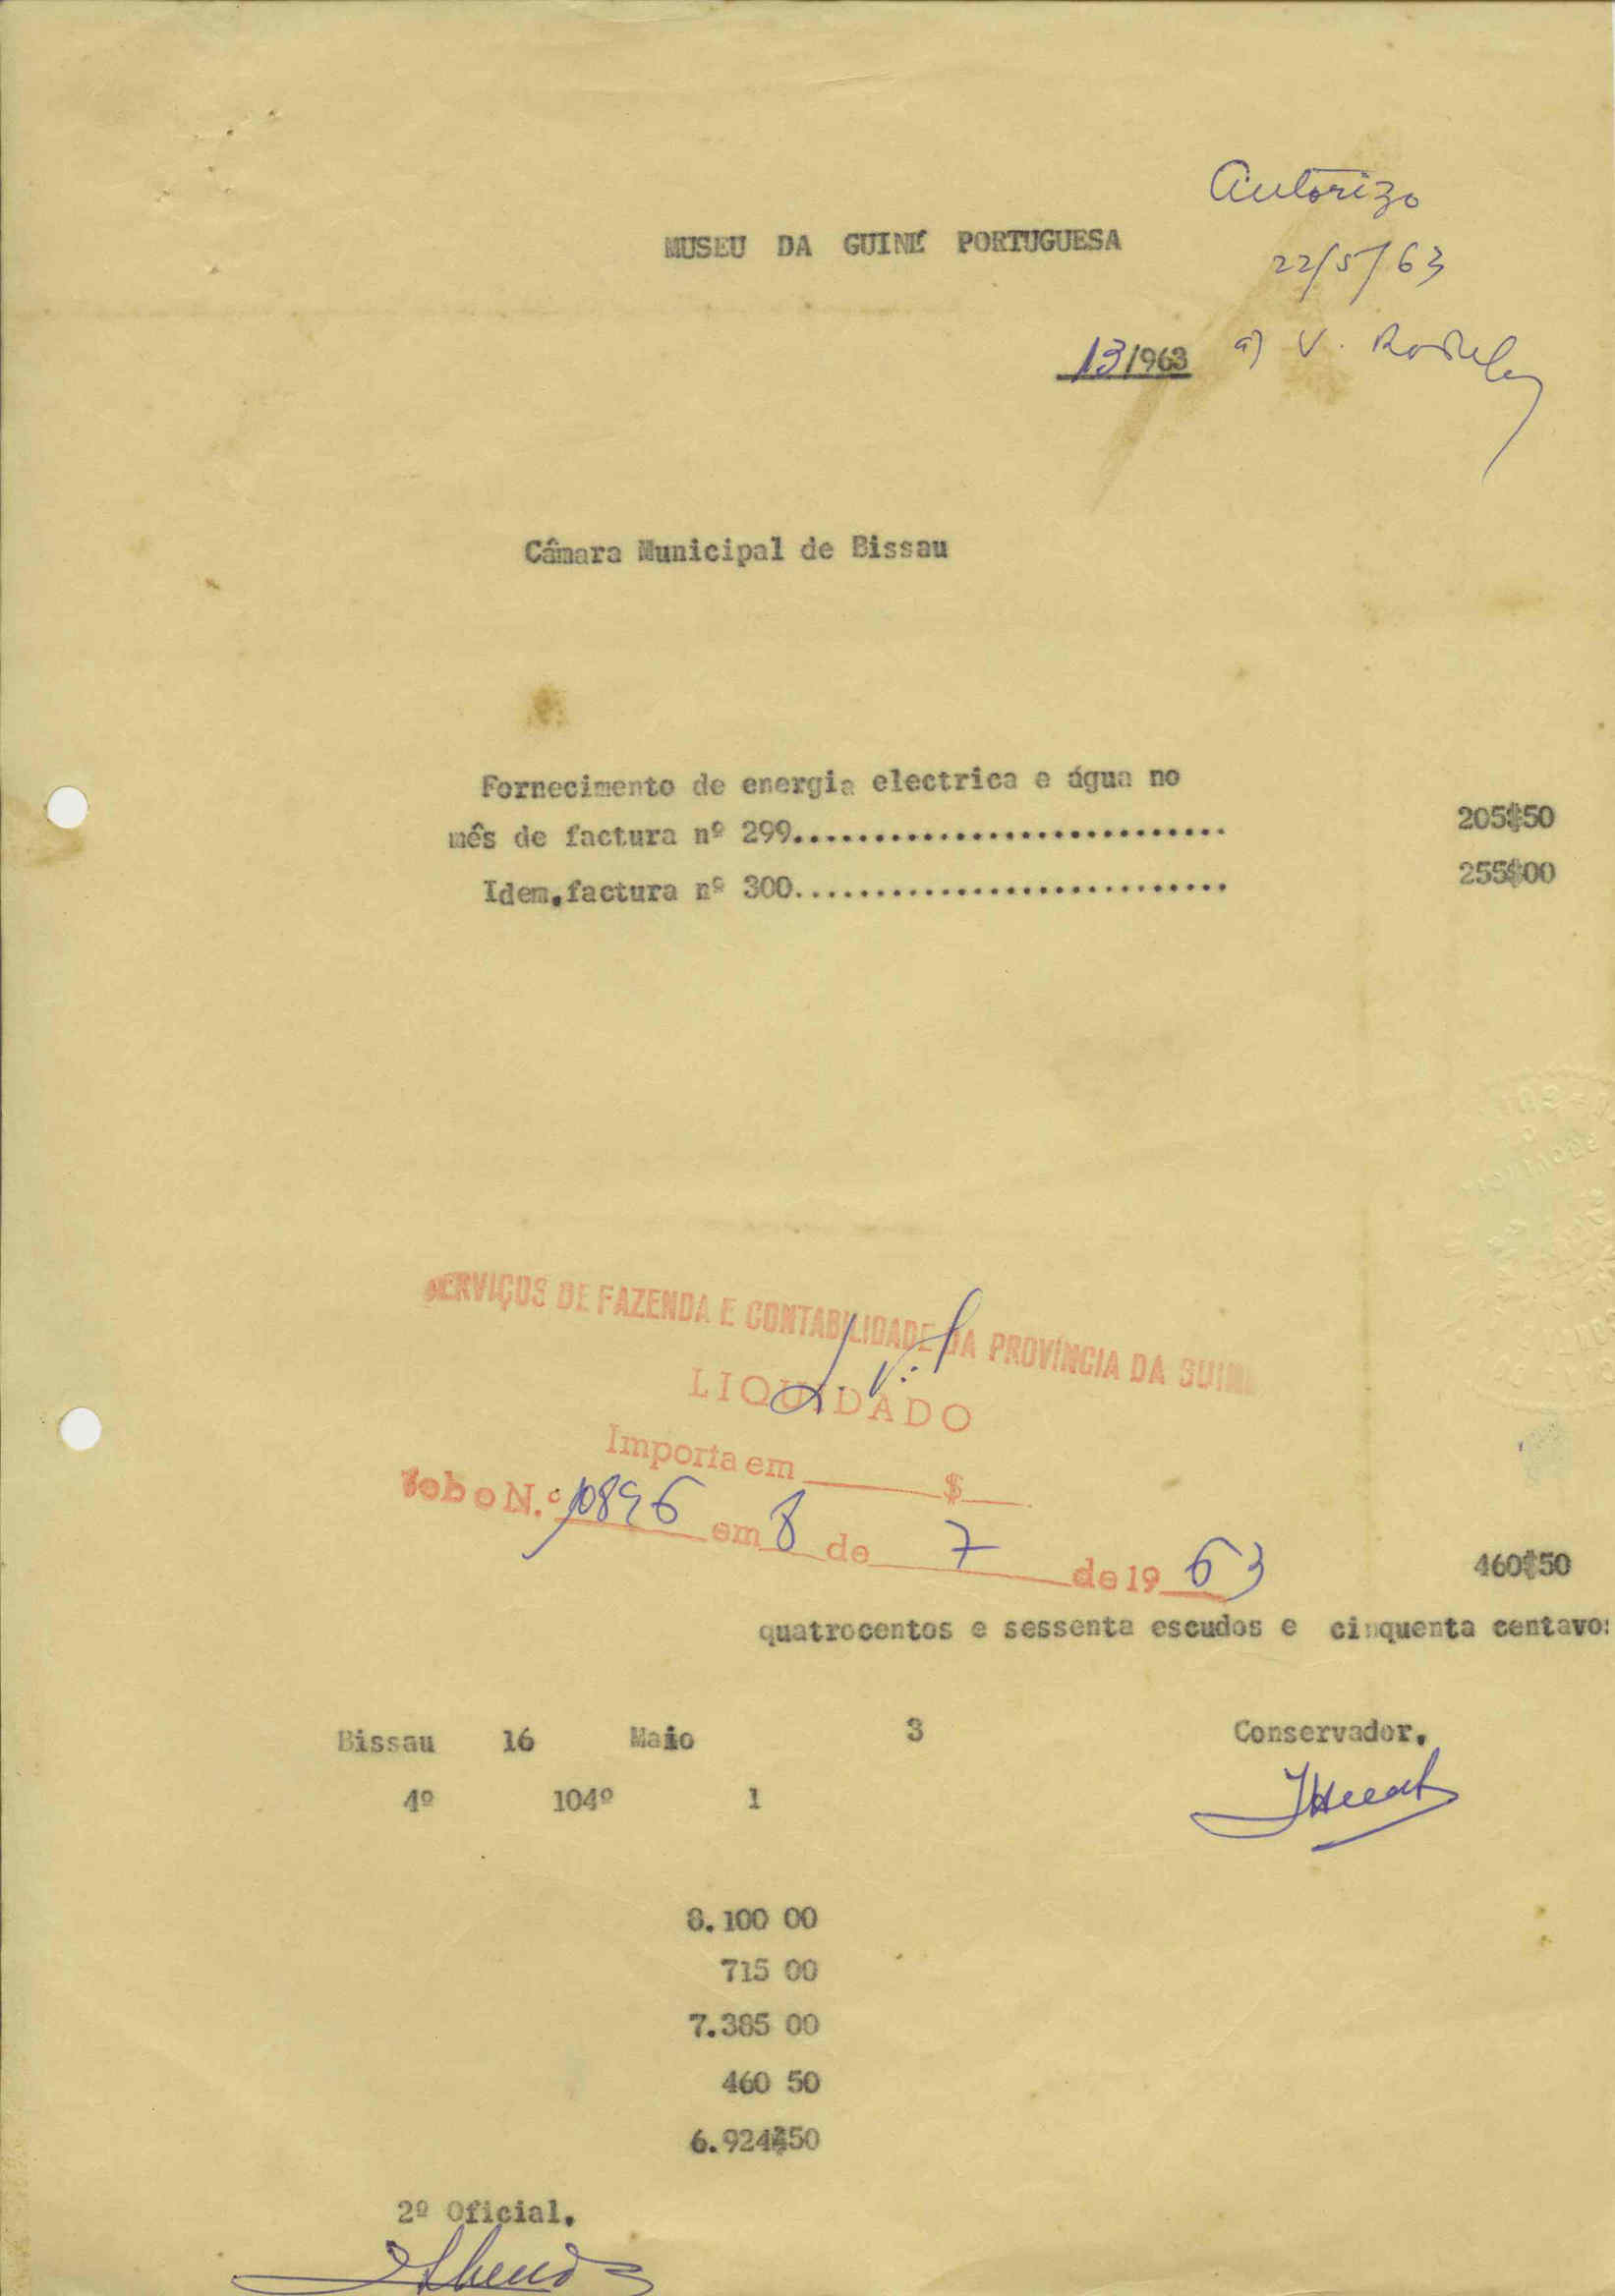 Autorizo
MUSEU DA GUINÉ PORTUGUESA
22/5/63
13/963
a) V.
Câmara Municipal de Bissau
Fornecimento de energia electrica e água no
mês de factura nº 299........................... 205$50
Idem,factura nº 300........................... 255$00
SERVIÇOS DE FAZENDA E CONTABILIDADE DA PROVÍNCIA DA GUINÉ
LIQUIDADO
Importa em $
N.º 10896 em 8 de 7 de 19 63
460$50
quatrocentos e sessenta escudos e cinquenta centavos
Bissau 16 Maio 3 Conservador.
4º 104º 1
8.100 00
715 00
7.385 00
460 50
6.924$50
2º Oficial.